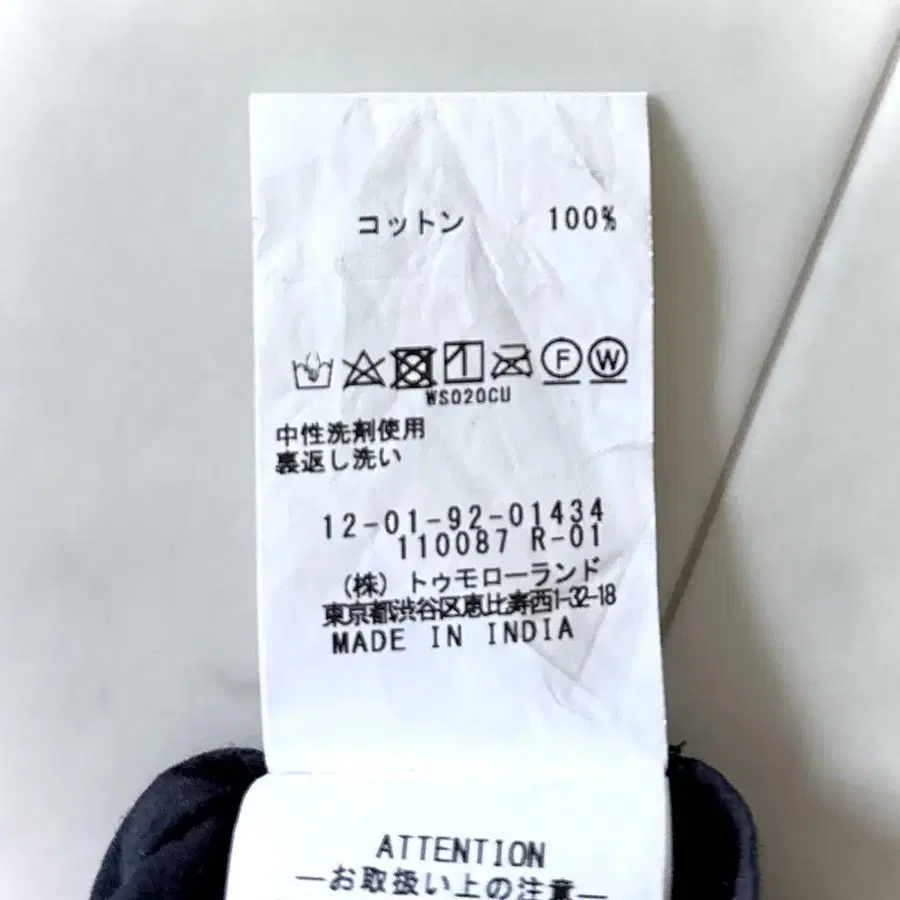 コットン 100%
F W
WS020CU
中性洗剤使用
裏返し洗い
12-01-92-01434
110087 R-01
(株) トゥモローランド
東京都渋谷区恵比寿西1-32-18
MADE IN INDIA
ATTENTION
―お取扱い上の注意―